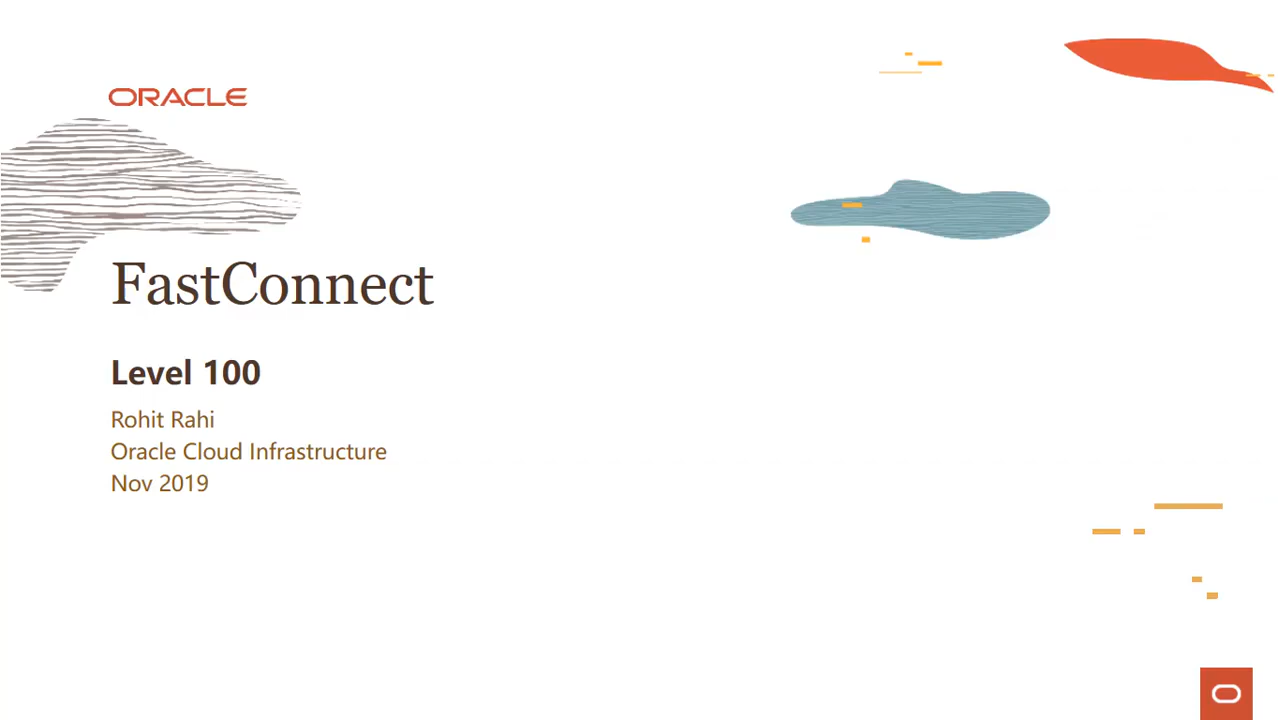 ORACLE
FastConnect
Level 100
Rohit Rahi
Oracle Cloud Infrastructure
Nov 2019